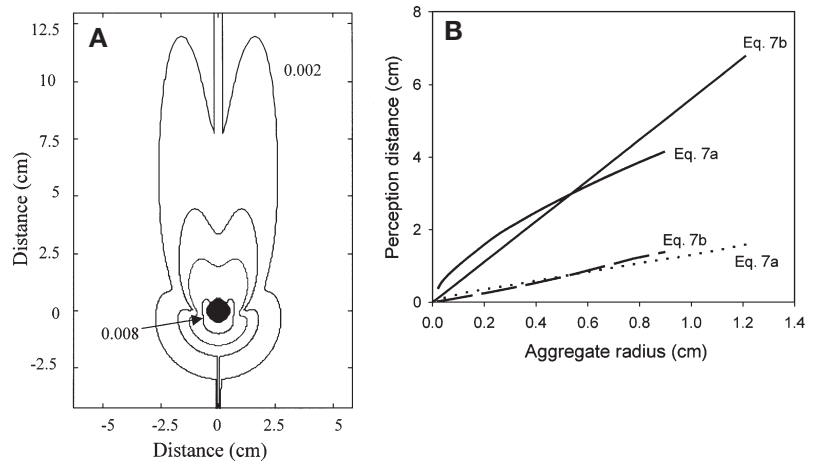 A
12.5
10
7.5
5
2.5
0
-2.5
Distance (cm)
0.002
0.008
-5
-2.5
0
2.5
5
Distance (cm)
B
8
6
4
2
0
Perception distance (cm)
Eq. 7b
Eq. 7a
Eq. 7b
Eq. 7a
0.0
0.2
0.4
0.6
0.8
1.0
1.2
1.4
Aggregate radius (cm)